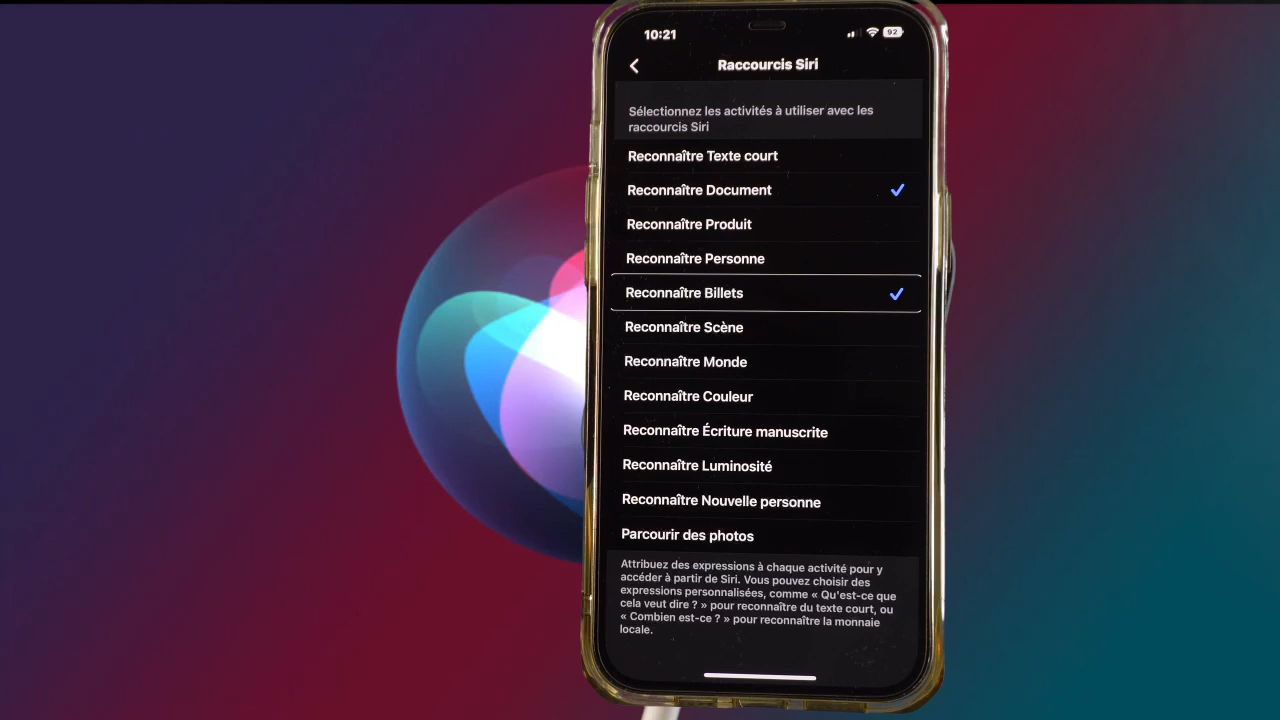 10:21
92
Raccourcis Siri
Sélectionnez les activités à utiliser avec les
raccourcis Siri
Reconnaître Texte court
Reconnaître Document
Reconnaître Produit
Reconnaître Personne
Reconnaître Billets
Reconnaître Scène
Reconnaître Monde
Reconnaître Couleur
Reconnaître Écriture manuscrite
Reconnaître Luminosité
Reconnaître Nouvelle personne
Parcourir des photos
Attribuez des expressions à chaque activité pour y
accéder à partir de Siri. Vous pouvez choisir des
expressions personnalisées, comme « Qu'est-ce que
cela veut dire ? » pour reconnaître du texte court, ou
« Combien est-ce ? » pour reconnaître la monnaie
locale.